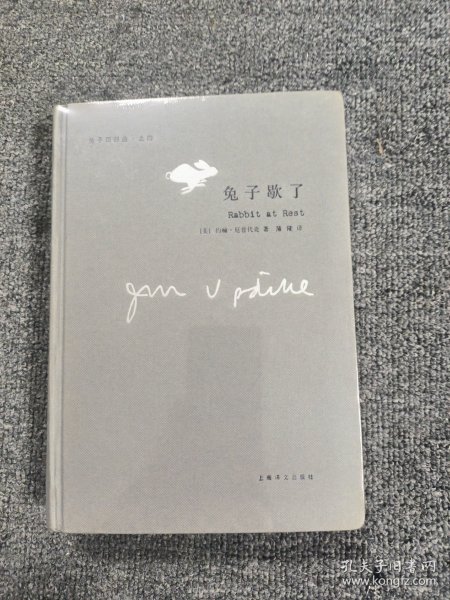 兔子四部曲·之四
兔子歇了
Rabbit at Rest
[美] 约翰·厄普代克 著 蒲隆 译
John Updike
上海译文出版社
孔夫子旧书网
www.kongfz.com